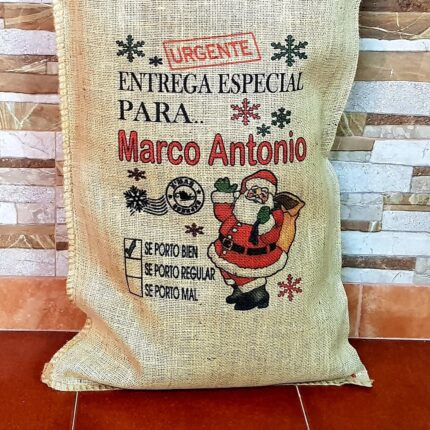 URGENTE
ENTREGA ESPECIAL
PARA..
Marco Antonio
SE PORTO BIEN
SE PORTO REGULAR
SE PORTO MAL